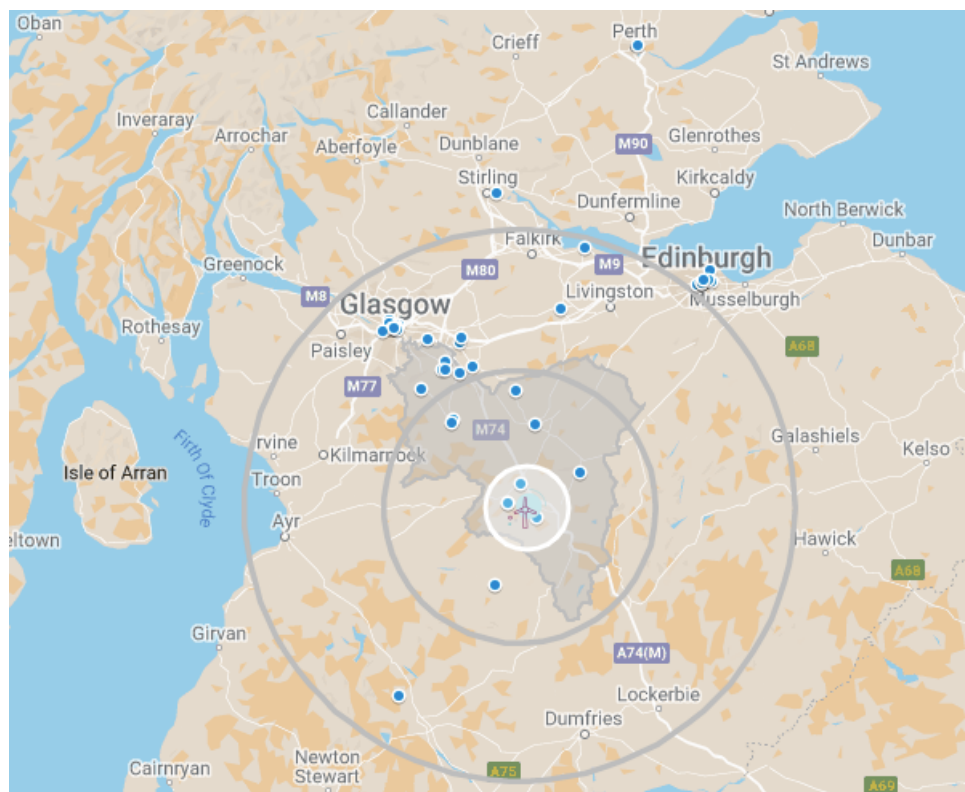 Oban
Perth
Crieff
St Andrews
Callander
Inveraray
Arrochar
Aberfoyle
Dunblane
M90
Glenrothes
Stirling
Kirkcaldy
Dunfermline
North Berwick
Falkirk
Dunbar
Greenock
M80
M9
Edinburgh
M8
Glasgow
Livingston
Musselburgh
Rothesay
Paisley
A68
M77
Firth Of Clyde
M74
rvine
Kilmarnock
Galashiels
Kelso
Isle of Arran
Troon
Ayr
eltown
Hawick
A68
Girvan
A74(M)
Lockerbie
Dumfries
Newton
Stewart
Cairnryan
A75
A69